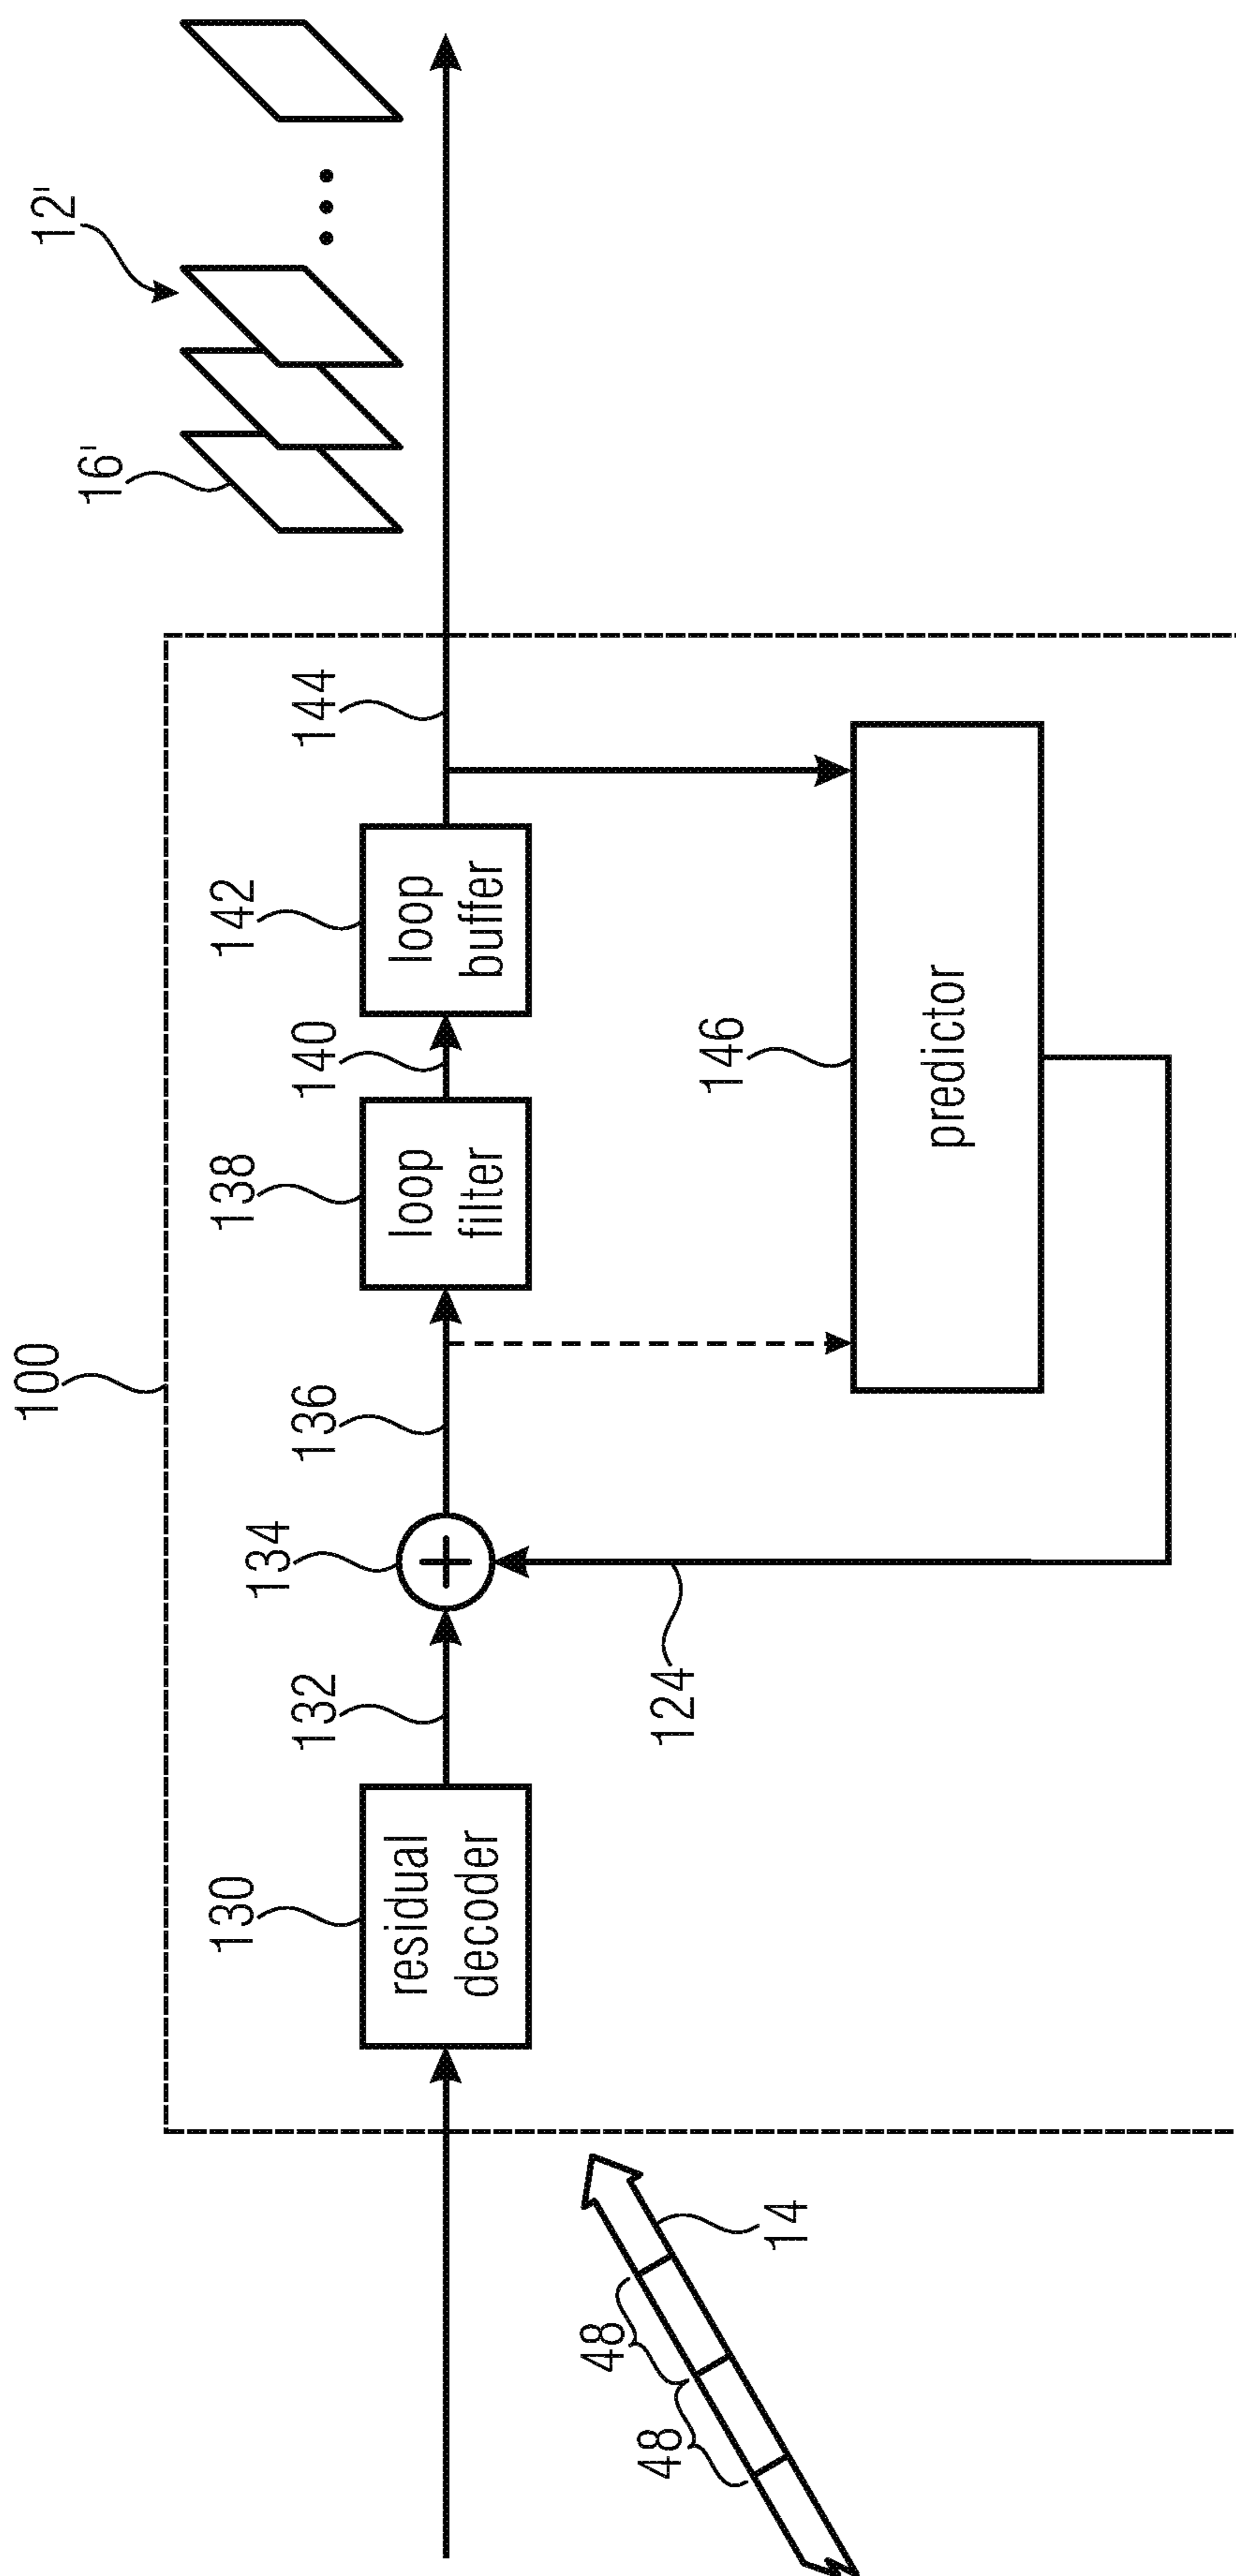 100
12'
16'
130
residual
decoder
132
134
136
138
loop
filter
140
142
loop
buffer
144
124
146
predictor
48
48
14